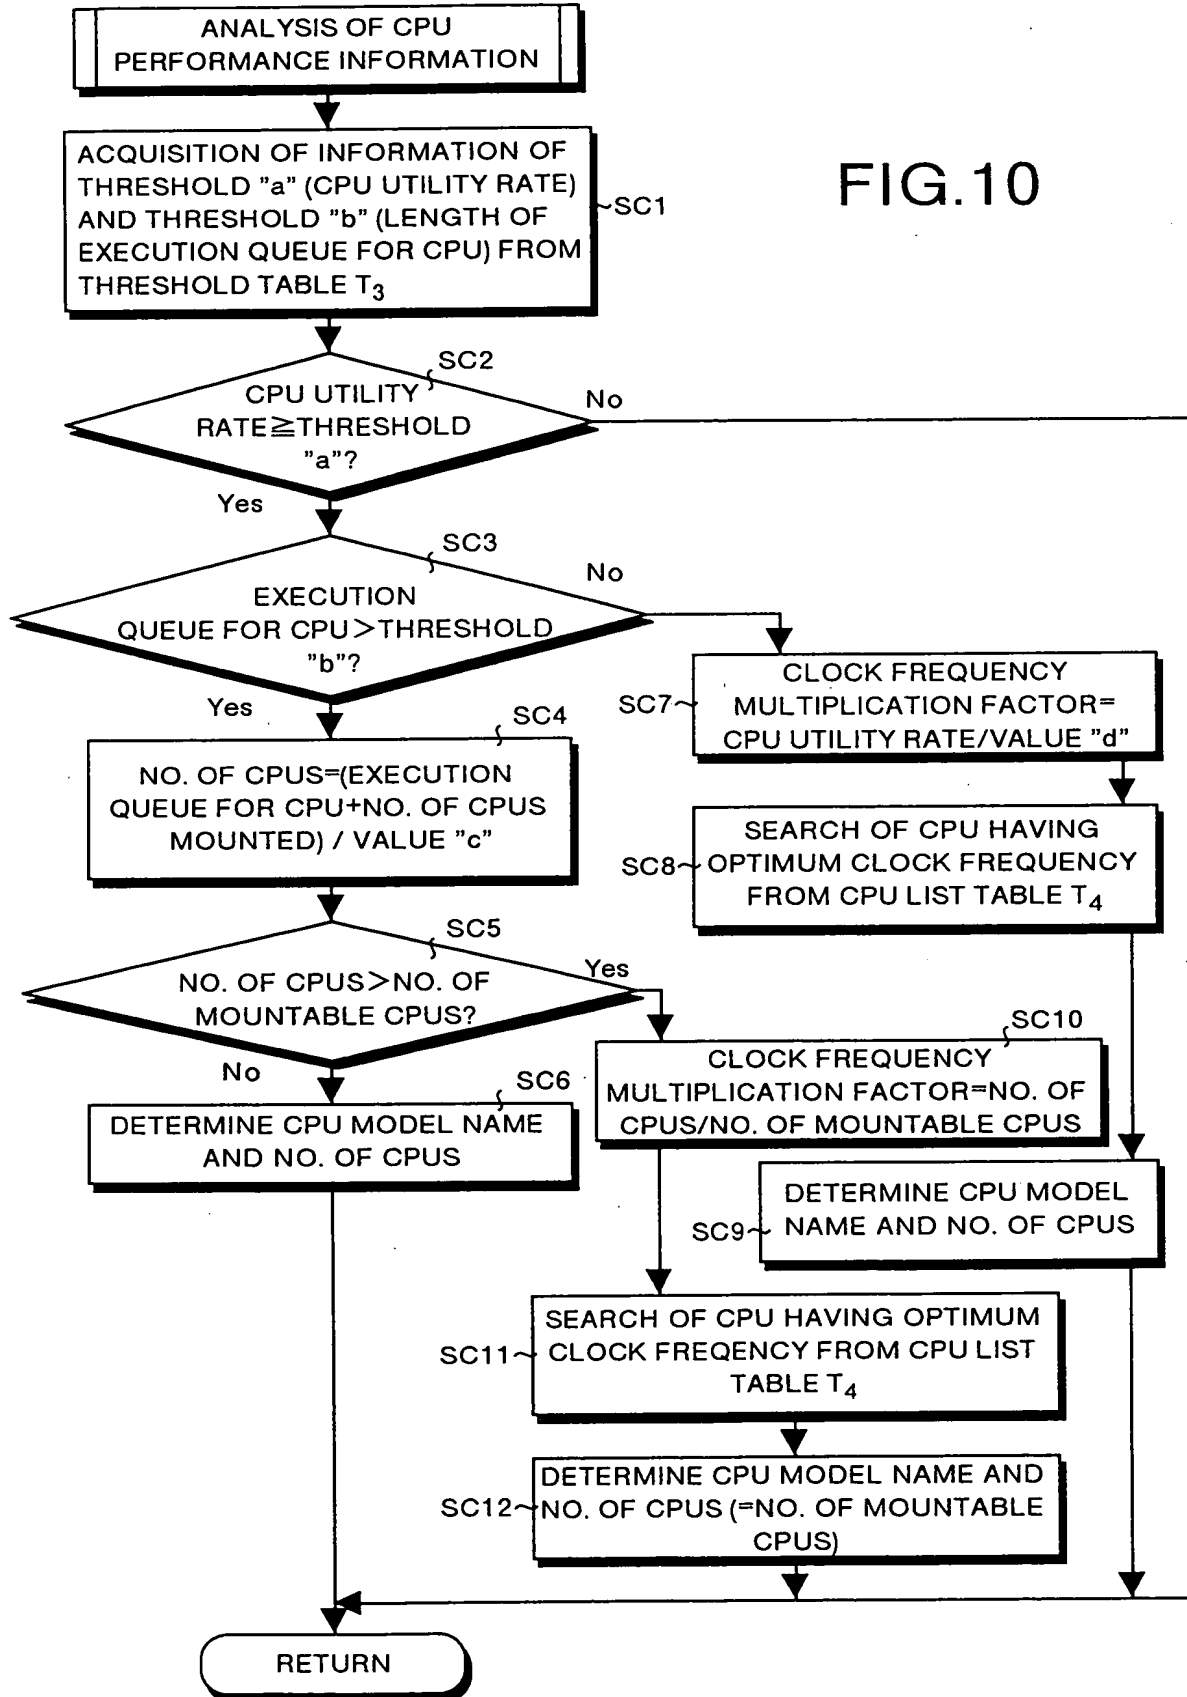 ANALYSIS OF CPU
PERFORMANCE INFORMATION
FIG.10
ACQUISITION OF INFORMATION OF
THRESHOLD "a" (CPU UTILITY RATE)
AND THRESHOLD "b" (LENGTH OF
EXECUTION QUEUE FOR CPU) FROM
THRESHOLD TABLE T3
SC1
SC2
CPU UTILITY
RATE≧THRESHOLD
"a"?
No
Yes
SC3
EXECUTION
QUEUE FOR CPU>THRESHOLD
"b"?
No
Yes
SC7
CLOCK FREQUENCY
MULTIPLICATION FACTOR=
CPU UTILITY RATE/VALUE "d"
SC4
NO. OF CPUS=(EXECUTION
QUEUE FOR CPU+NO. OF CPUS
MOUNTED) / VALUE "c"
SC8
SEARCH OF CPU HAVING
OPTIMUM CLOCK FREQUENCY
FROM CPU LIST TABLE T4
SC5
NO. OF CPUS>NO. OF
MOUNTABLE CPUS?
Yes
No
SC10
CLOCK FREQUENCY
MULTIPLICATION FACTOR=NO. OF
CPUS/NO. OF MOUNTABLE CPUS
SC6
DETERMINE CPU MODEL NAME
AND NO. OF CPUS
SC9
DETERMINE CPU MODEL
NAME AND NO. OF CPUS
SC11
SEARCH OF CPU HAVING OPTIMUM
CLOCK FREQENCY FROM CPU LIST
TABLE T4
SC12
DETERMINE CPU MODEL NAME AND
NO. OF CPUS (=NO. OF MOUNTABLE
CPUS)
RETURN